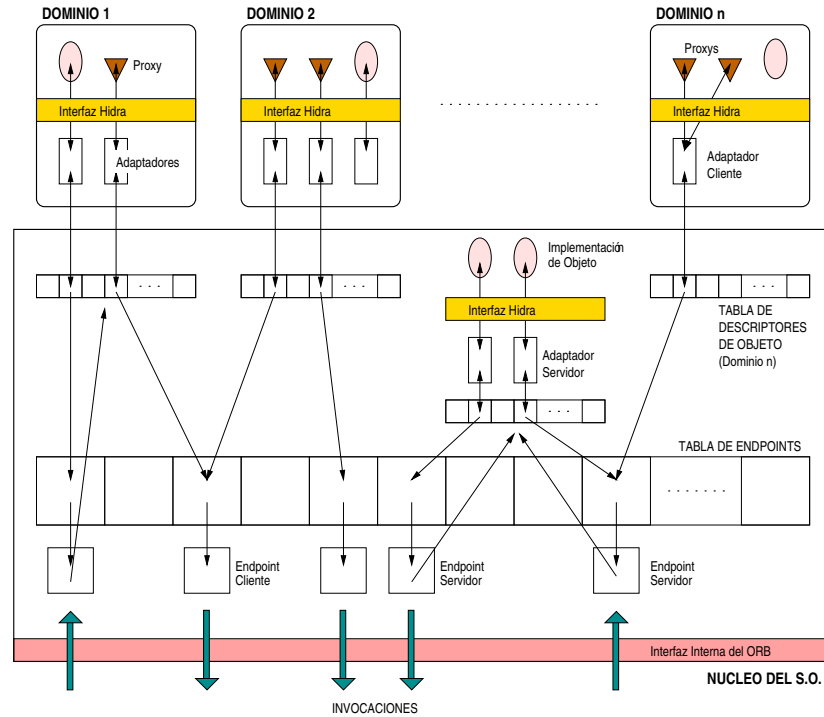 DOMINIO 1
DOMINIO 2
DOMINIO n
Proxy
Proxys
Interfaz Hidra
Interfaz Hidra
Interfaz Hidra
Adaptadores
Adaptador
Cliente
Implementación
de Objeto
Interfaz Hidra
TABLA DE
DESCRIPTORES
DE OBJETO
(Dominio n)
Adaptador
Servidor
TABLA DE ENDPOINTS
Endpoint
Cliente
Endpoint
Servidor
Endpoint
Servidor
Interfaz Interna del ORB
NUCLEO DEL S.O.
INVOCACIONES